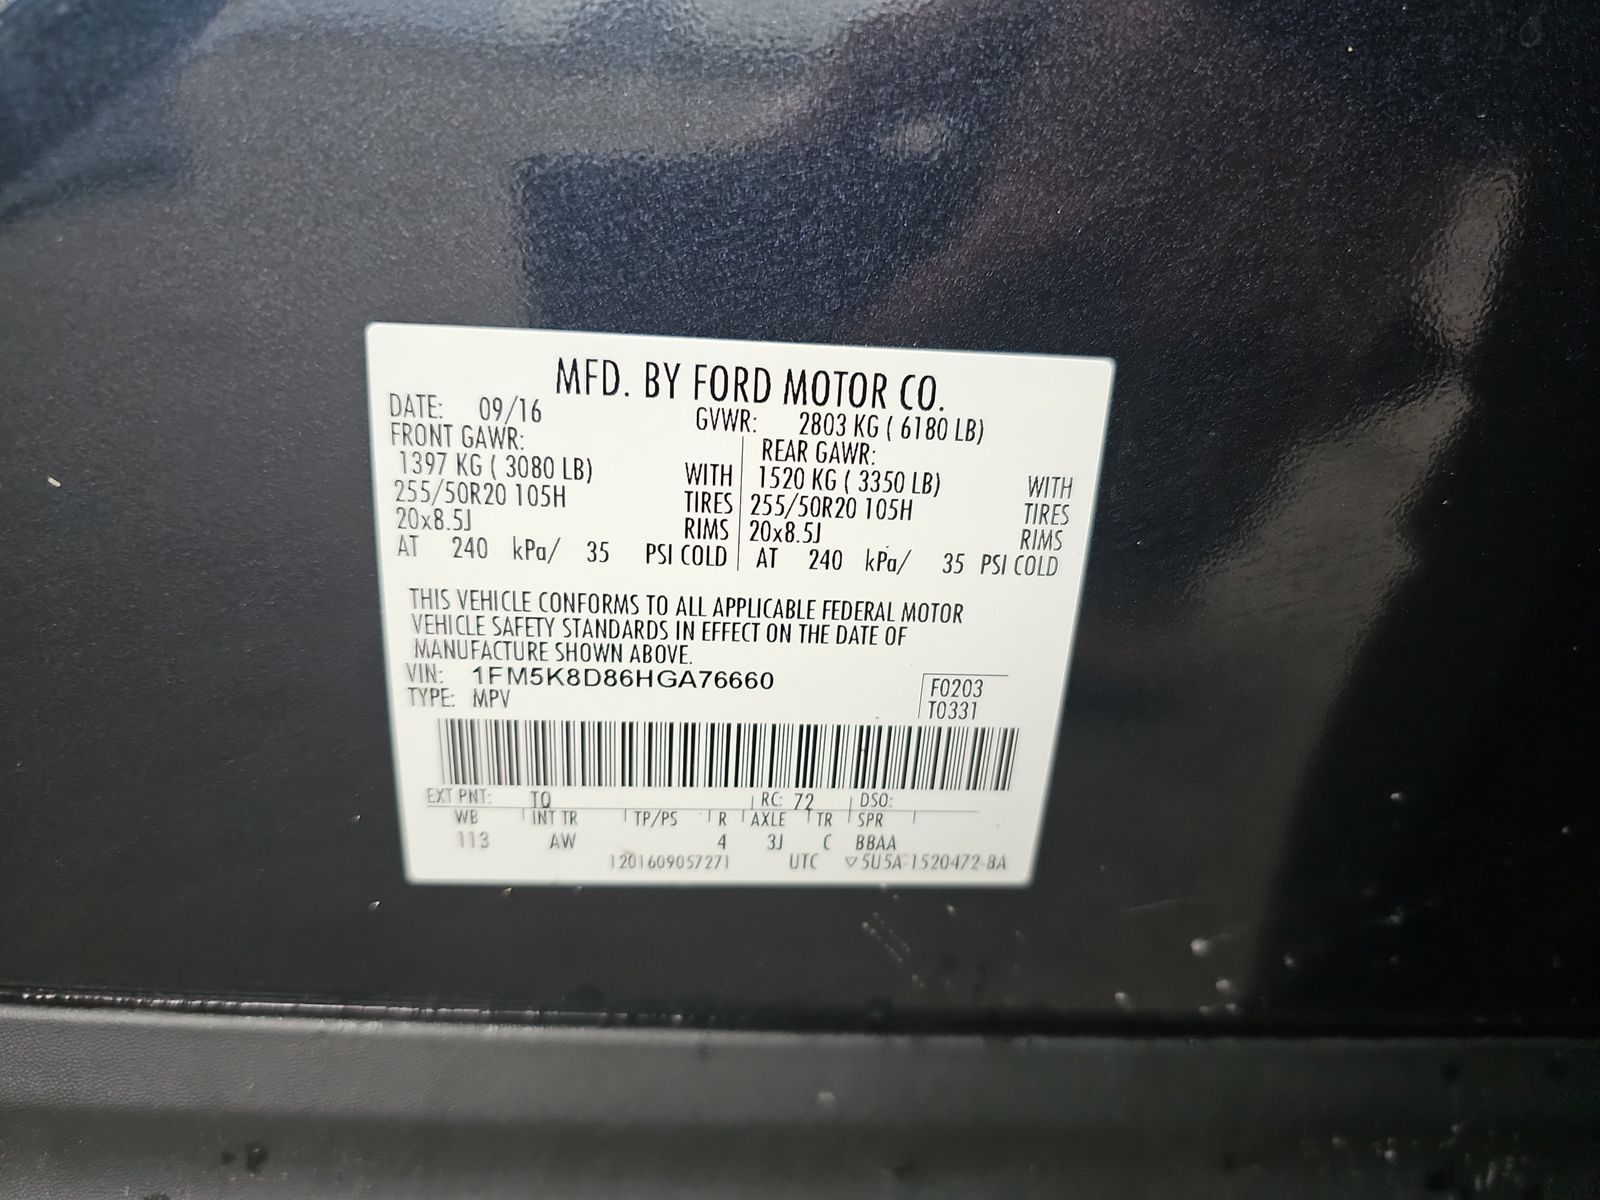 MFD. BY FORD MOTOR CO.
DATE: 09/16 GVWR: 2803 KG ( 6180 LB)
FRONT GAWR: REAR GAWR:
1397 KG ( 3080 LB) WITH 1520 KG ( 3350 LB) WITH
255/50R20 105H TIRES 255/50R20 105H TIRES
20x8.5J RIMS 20x8.5J RIMS
AT 240 kPa/ 35 PSI COLD AT 240 kPa/ 35 PSI COLD
THIS VEHICLE CONFORMS TO ALL APPLICABLE FEDERAL MOTOR
VEHICLE SAFETY STANDARDS IN EFFECT ON THE DATE OF
MANUFACTURE SHOWN ABOVE.
VIN: 1FM5K8D86HGA76660 F0203
TYPE: MPV T0331
EXT PNT: TQ RC: 72 DSO:
WB INT TR TP/PS R AXLE TR SPR
113 AW 4 3J C BBAA
1201609057271 UTC ▽5U5A-1520472-BA